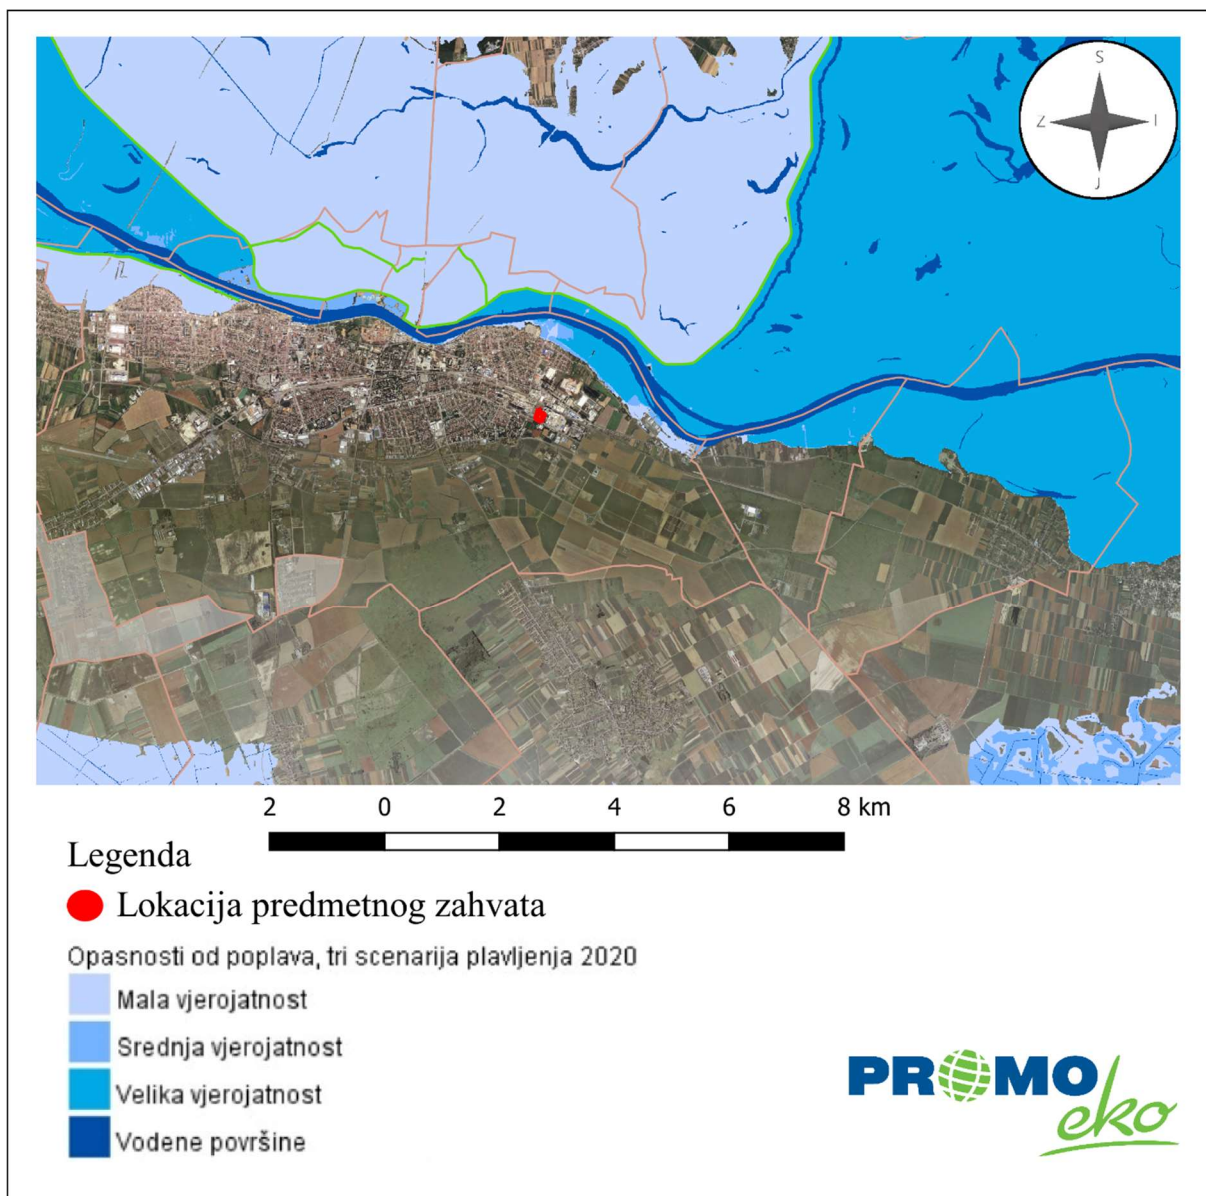 S
Z I
J
2 0 2 4 6 8 km
Legenda
Lokacija predmetnog zahvata
Opasnosti od poplava, tri scenarija plavljenja 2020
Mala vjerojatnost
Srednja vjerojatnost
Velika vjerojatnost
Vodene površine
PROMO
eko